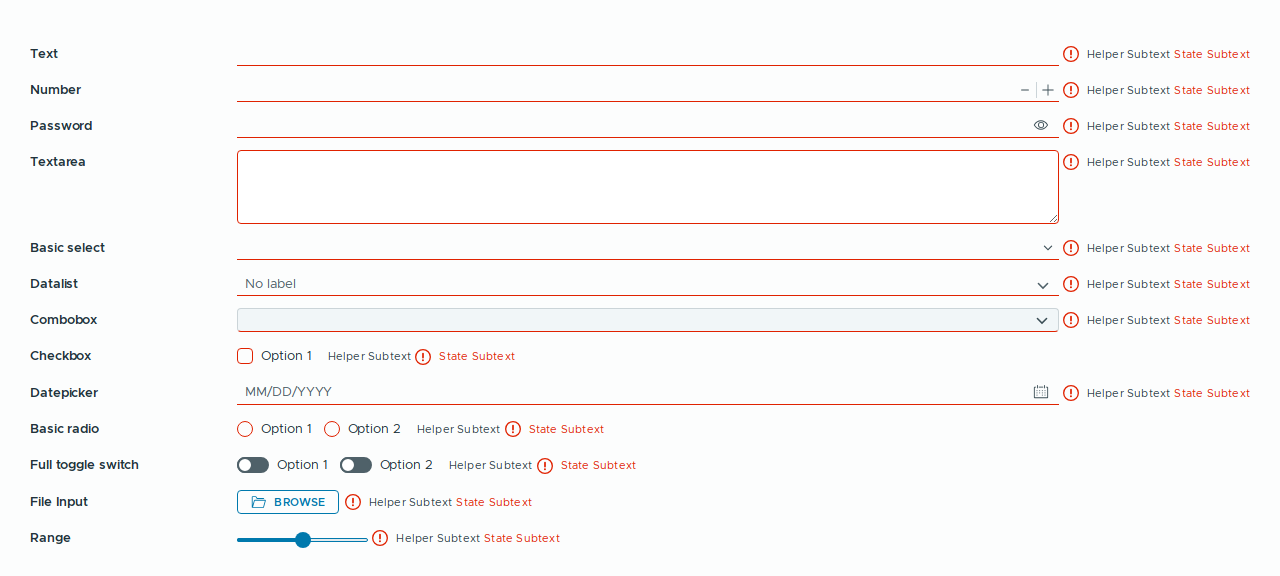 Text Helper Subtext State Subtext
Number Helper Subtext State Subtext
Password Helper Subtext State Subtext
Textarea Helper Subtext State Subtext
Basic select Helper Subtext State Subtext
Datalist No label Helper Subtext State Subtext
Combobox Helper Subtext State Subtext
Checkbox Option 1 Helper Subtext State Subtext
Datepicker MM/DD/YYYY Helper Subtext State Subtext
Basic radio Option 1 Option 2 Helper Subtext State Subtext
Full toggle switch Option 1 Option 2 Helper Subtext State Subtext
File Input BROWSE Helper Subtext State Subtext
Range Helper Subtext State Subtext